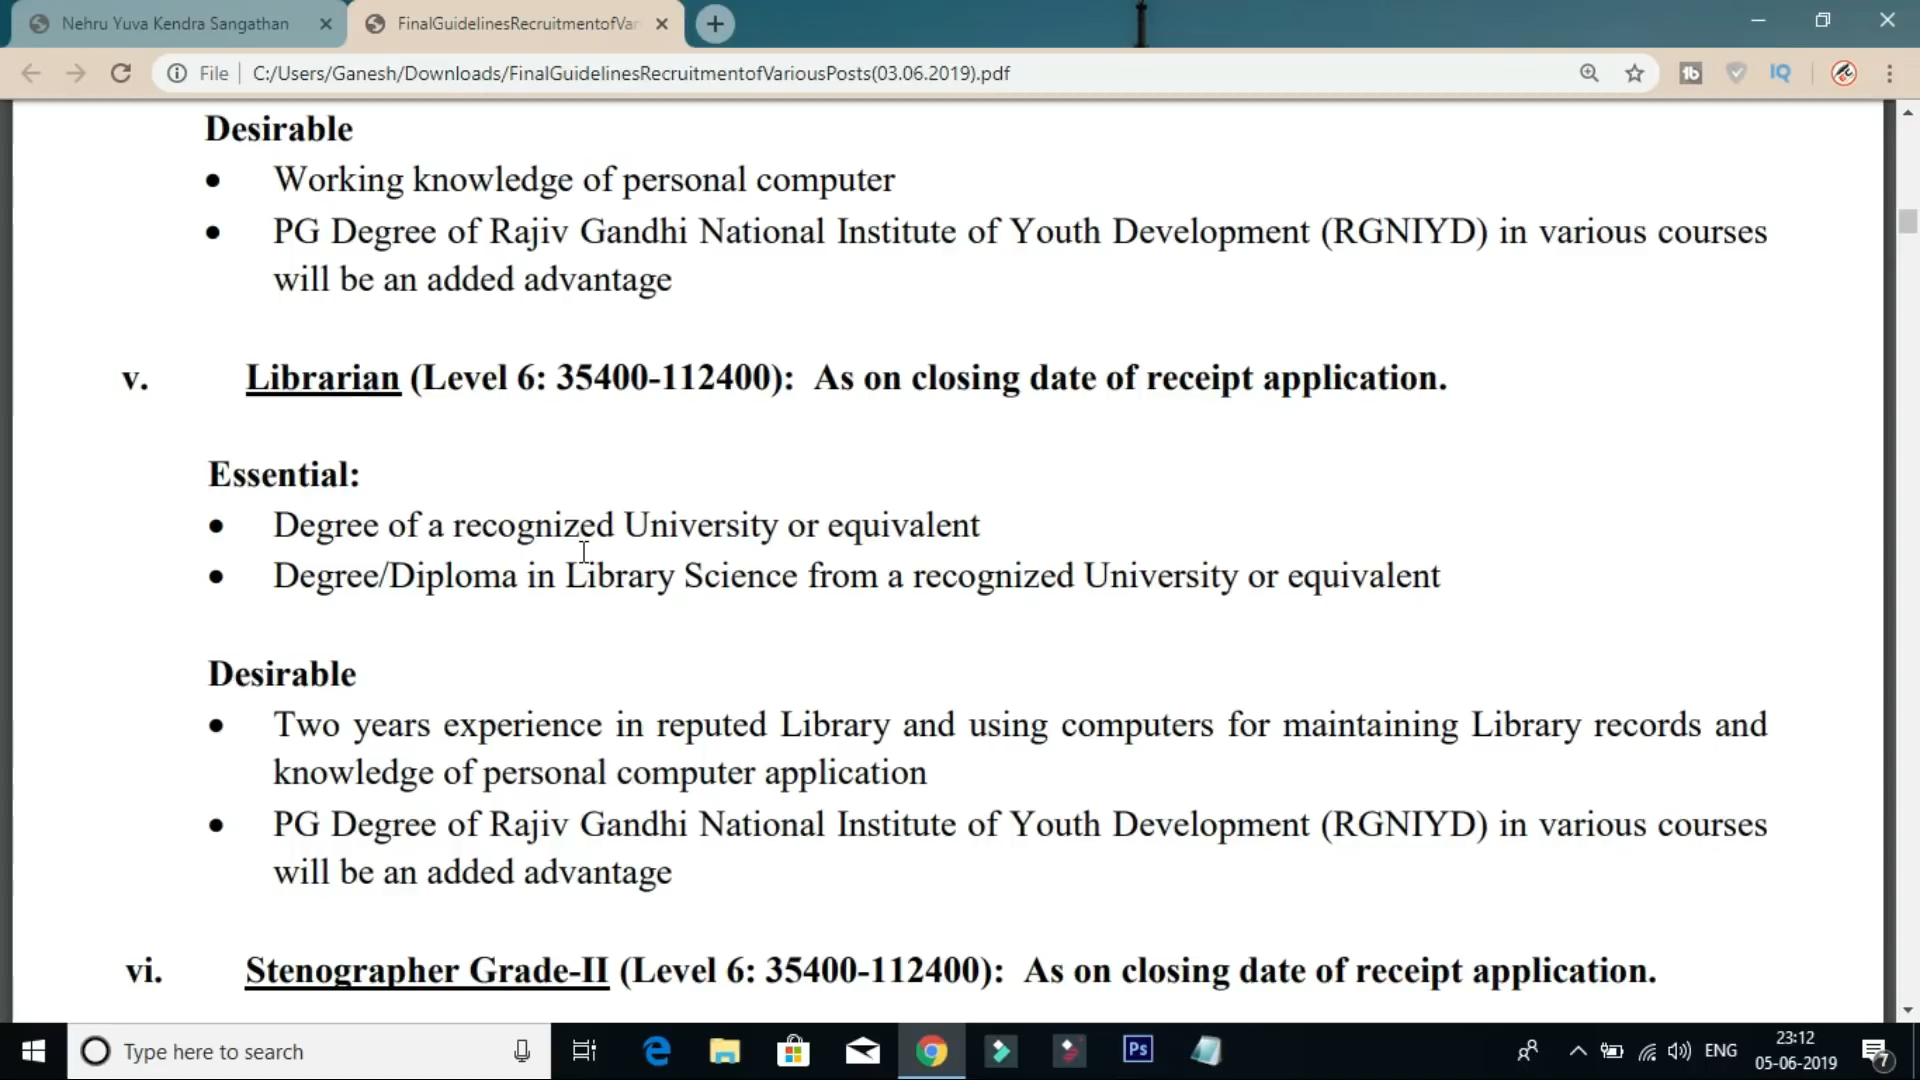 Nehru Yuva Kendra Sangathan
FinalGuidelinesRecruitmentofVar
File
C:/Users/Ganesh/Downloads/FinalGuidelinesRecruitmentofVariousPosts(03.06.2019).pdf
IQ
Desirable
• Working knowledge of personal computer
• PG Degree of Rajiv Gandhi National Institute of Youth Development (RGNIYD) in various courses
will be an added advantage
v. Librarian (Level 6: 35400-112400): As on closing date of receipt application.
Essential:
• Degree of a recognized University or equivalent
• Degree/Diploma in Library Science from a recognized University or equivalent
Desirable
• Two years experience in reputed Library and using computers for maintaining Library records and
knowledge of personal computer application
• PG Degree of Rajiv Gandhi National Institute of Youth Development (RGNIYD) in various courses
will be an added advantage
vi. Stenographer Grade-II (Level 6: 35400-112400): As on closing date of receipt application.
Type here to search
Ps
ENG
23:12
05-06-2019
7